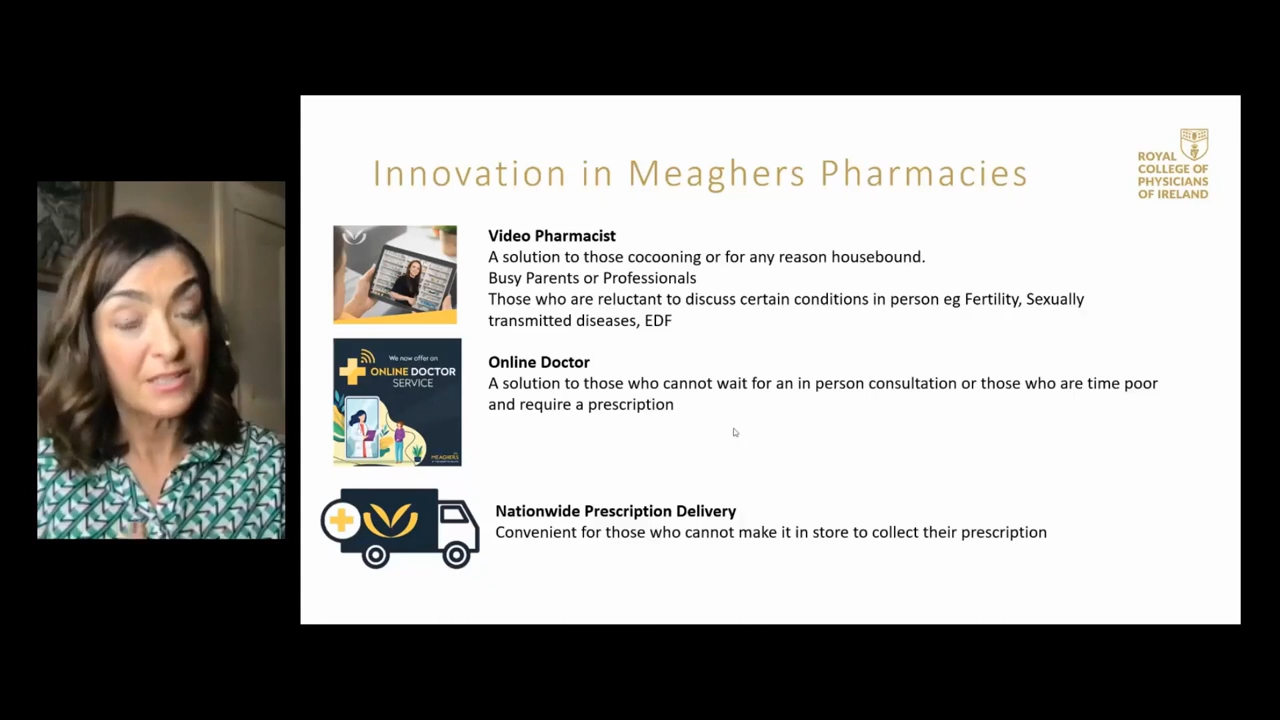 Innovation in Meaghers Pharmacies
ROYAL
COLLEGE OF
PHYSICIANS
OF IRELAND
Video Pharmacist
A solution to those cocooning or for any reason housebound.
Busy Parents or Professionals
Those who are reluctant to discuss certain conditions in person eg Fertility, Sexually
transmitted diseases, EDF
We now offer an
ONLINE DOCTOR
SERVICE
MEAGHERS
Online Doctor
A solution to those who cannot wait for an in person consultation or those who are time poor
and require a prescription
Nationwide Prescription Delivery
Convenient for those who cannot make it in store to collect their prescription